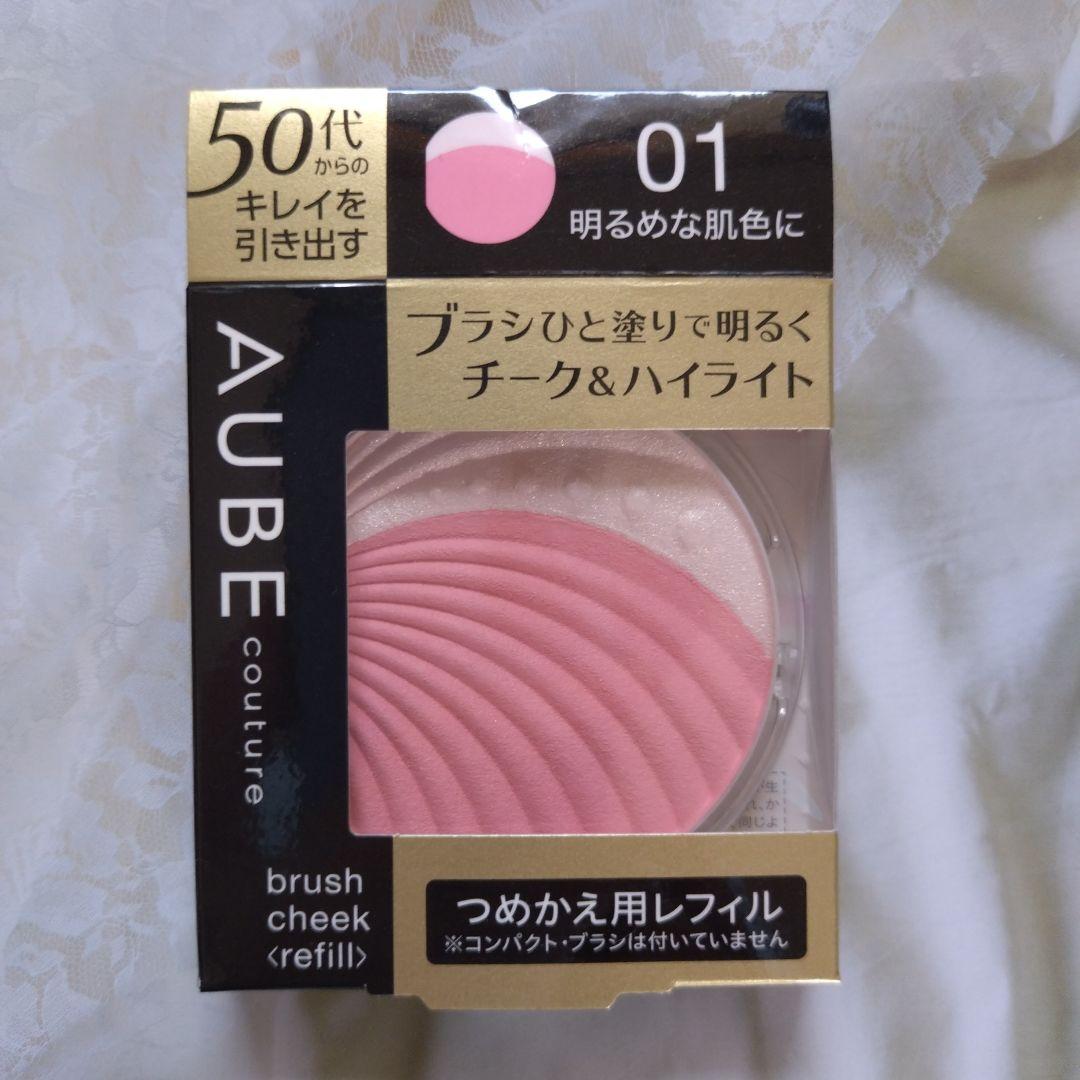 50代
からの
キレイを
引き出す
01
明るめな肌色に
ブラシひと塗りで明るく
チーク&ハイライト
AUBE
couture
brush
cheek
〈refill〉
つめかえ用レフィル
※コンパクト・ブラシは付いていません